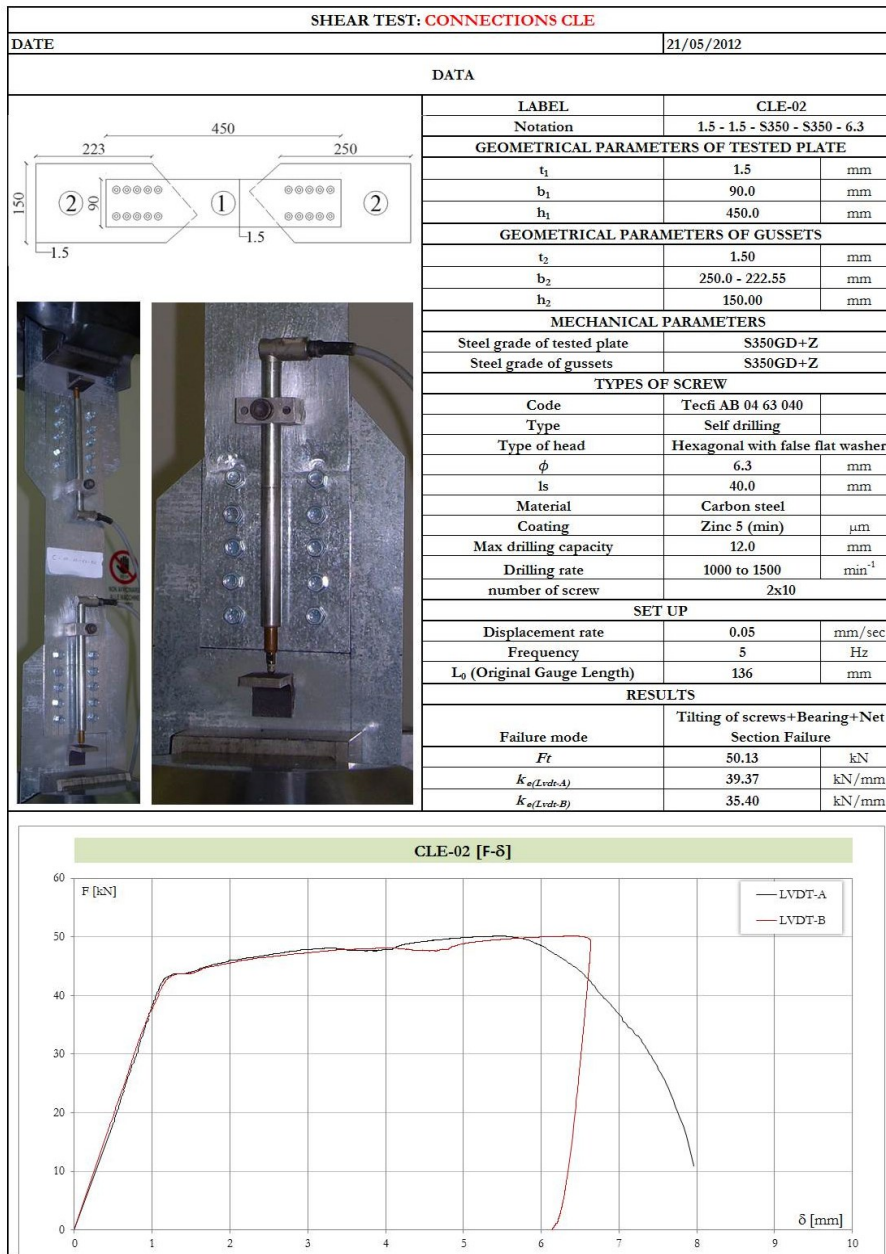 SHEAR TEST: CONNECTIONS CLE
DATE 21/05/2012
DATA
450
223 250
150
90
2 1 2
1.5
1.5
LABEL CLE-02
Notation 1.5 - 1.5 - S350 - S350 - 6.3
GEOMETRICAL PARAMETERS OF TESTED PLATE
t1 1.5 mm
b1 90.0 mm
h1 450.0 mm
GEOMETRICAL PARAMETERS OF GUSSETS
t2 1.50 mm
b2 250.0 - 222.55 mm
h2 150.00 mm
MECHANICAL PARAMETERS
Steel grade of tested plate S350GD+Z
Steel grade of gussets S350GD+Z
TYPES OF SCREW
Code Tecfi AB 04 63 040
Type Self drilling
Type of head Hexagonal with false flat washer
ϕ 6.3 mm
ls 40.0 mm
Material Carbon steel
Coating Zinc 5 (min) μm
Max drilling capacity 12.0 mm
Drilling rate 1000 to 1500 min-1
number of screw 2x10
SET UP
Displacement rate 0.05 mm/sec
Frequency 5 Hz
L0 (Original Gauge Length) 136 mm
RESULTS
Failure mode Tilting of screws+Bearing+Net
Section Failure
Ft 50.13 kN
ke(Lvdt-A) 39.37 kN/mm
ke(Lvdt-B) 35.40 kN/mm
CLE-02 [F-δ]
F [kN]
60
50
40
30
20
10
0
LVDT-A
LVDT-B
δ [mm]
0 1 2 3 4 5 6 7 8 9 10